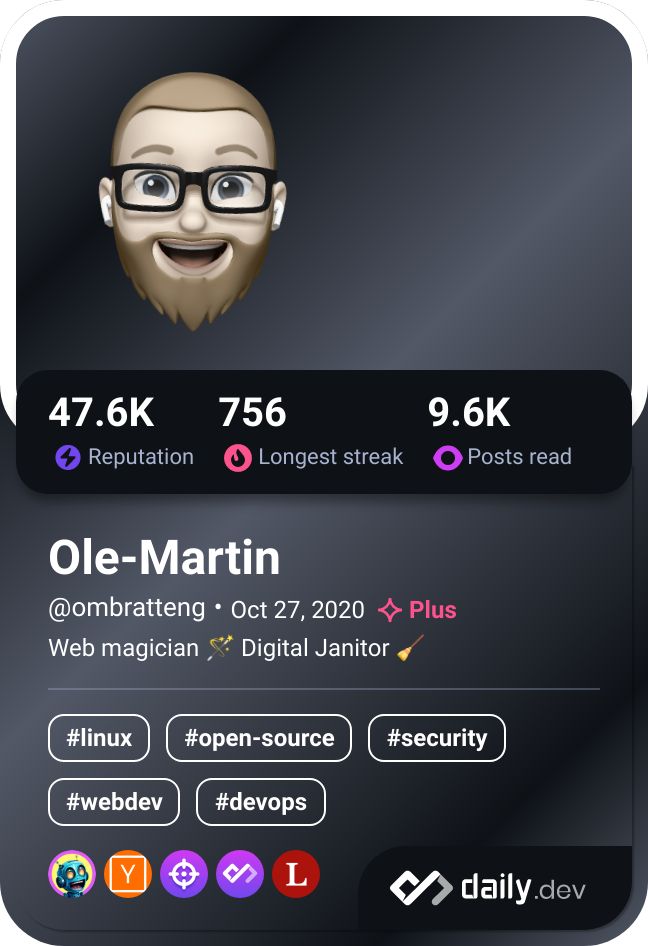 47.6K 756 9.6K
Reputation Longest streak Posts read
Ole-Martin
@ombratteng • Oct 27, 2020 Plus
Web magician 🪄 Digital Janitor 🧹
#linux #open-source #security
#webdev #devops
Y L daily.dev